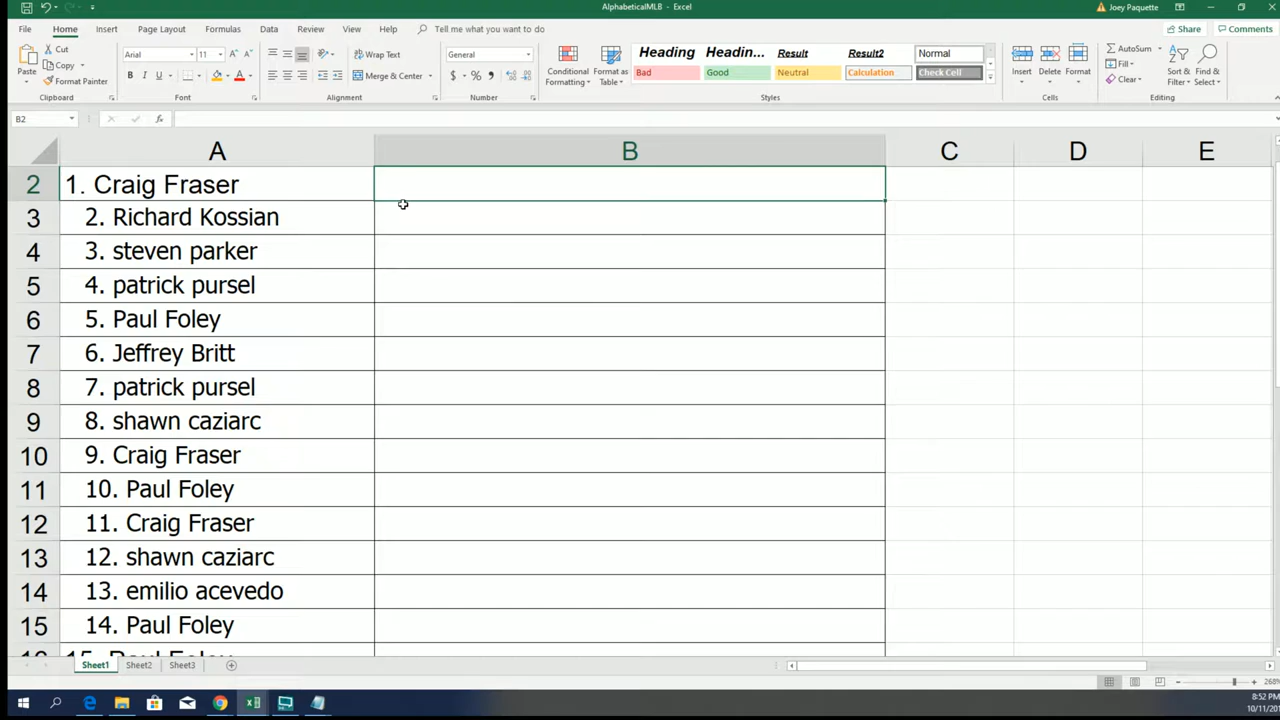 AlphabeticalMLB - Excel
Joey Paquette
File Home Insert Draw Page Layout Formulas Data Review View Help Tell me what you want to do
Share Comments
Paste Cut Copy Format Painter Clipboard
Arial 11 B I U A Font
Wrap Text Merge & Center Alignment
General $ % , Number
Conditional Formatting Format as Table
Heading Headin... Result Result2 Normal
Bad Good Neutral Calculation Check Cell
Styles
Insert Delete Format Cells
AutoSum Fill Clear Sort & Filter Find & Select Editing
B2 fx
A B C D E
2 1. Craig Fraser
3 2. Richard Kossian
4 3. steven parker
5 4. patrick pursel
6 5. Paul Foley
7 6. Jeffrey Britt
8 7. patrick pursel
9 8. shawn caziarc
10 9. Craig Fraser
11 10. Paul Foley
12 11. Craig Fraser
13 12. shawn caziarc
14 13. emilio acevedo
15 14. Paul Foley
16 15. Paul Foley
Sheet1 Sheet2 Sheet3
268%
8:52 PM
10/11/20